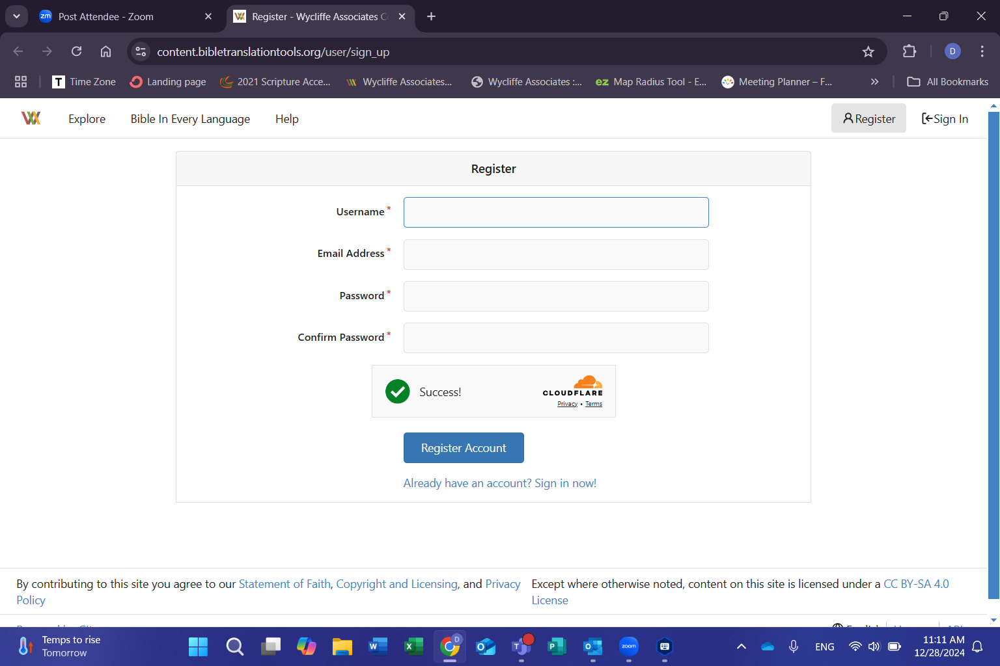 Post Attendee - Zoom
Register - Wycliffe Associates
content.bibletranslationtools.org/user/sign_up
D
Time Zone
Landing page
2021 Scripture Acce...
Wycliffe Associates...
Wycliffe Associates :...
ez Map Radius Tool - E...
Meeting Planner – F...
All Bookmarks
Explore
Bible In Every Language
Help
Register
Sign In
Register
Username *
Email Address *
Password *
Confirm Password *
Success!
CLOUDFLARE
Privacy • Terms
Register Account
Already have an account? Sign in now!
By contributing to this site you agree to our Statement of Faith, Copyright and Licensing, and Privacy
Policy
Except where otherwise noted, content on this site is licensed under a CC BY-SA 4.0
License
Temps to rise
Tomorrow
ENG
11:11 AM
12/28/2024